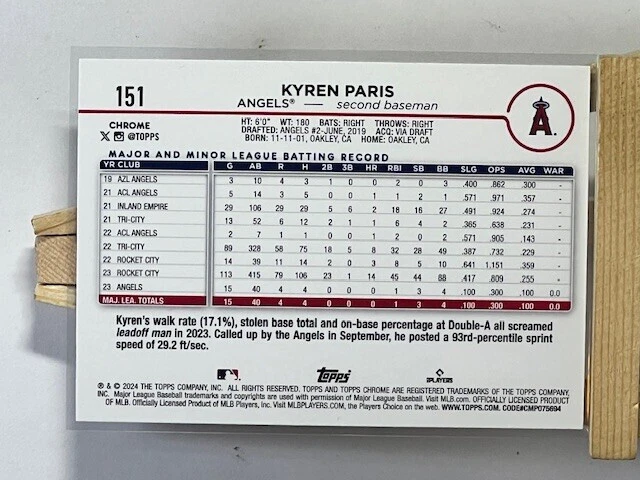 151
KYREN PARIS
ANGELS® — second baseman
CHROME
X @TOPPS
HT: 6'0" WT: 180 BATS: RIGHT THROWS: RIGHT
DRAFTED: ANGELS #2-JUNE, 2019 ACQ: VIA DRAFT
BORN: 11-11-01, OAKLEY, CA HOME: OAKLEY, CA
A
MAJOR AND MINOR LEAGUE BATTING RECORD
YR CLUB G AB R H 2B 3B HR RBI SB BB SLG OPS AVG WAR
19 AZL ANGELS 3 10 4 3 1 0 0 2 0 3 .400 .862 .300 -
21 ACL ANGELS 5 14 3 5 0 1 1 2 1 .571 .971 .357 -
21 INLAND EMPIRE 29 106 29 29 5 6 2 18 16 27 .491 .924 .274 -
21 TRI-CITY 13 52 6 12 2 1 1 6 4 2 .365 .638 .231 -
22 ACL ANGELS 2 7 1 1 0 0 1 2 0 2 .571 .905 .143 -
22 TRI-CITY 89 328 58 75 18 5 8 32 28 49 .387 .732 .229 -
22 ROCKET CITY 14 39 11 14 2 0 3 8 5 10 .641 1.151 .359 -
23 ROCKET CITY 113 415 79 106 23 1 14 45 44 88 .417 .809 .255 -
23 ANGELS 15 40 4 4 0 0 0 1 3 4 .100 .300 .100 0.0
MAJ. LEA. TOTALS 15 40 4 4 0 0 0 1 3 4 .100 .300 .100 0.0
Kyren's walk rate (17.1%), stolen base total and on-base percentage at Double-A all screamed
leadoff man in 2023. Called up by the Angels in September, he posted a 93rd-percentile sprint
speed of 29.2 ft/sec.
Topps
PLAYERS
® & © 2024 THE TOPPS COMPANY, INC. ALL RIGHTS RESERVED. TOPPS AND TOPPS CHROME ARE REGISTERED TRADEMARKS OF THE TOPPS COMPANY,
INC. Major League Baseball trademarks and copyrights are used with permission of Major League Baseball. Visit MLB.com. OFFICIALLY LICENSED PRODUCT
OF MLB. Officially Licensed Product of MLB Players, Inc. Visit MLBPLAYERS.com, the Players Choice on the web. WWW.TOPPS.COM. CODE#CMP075694